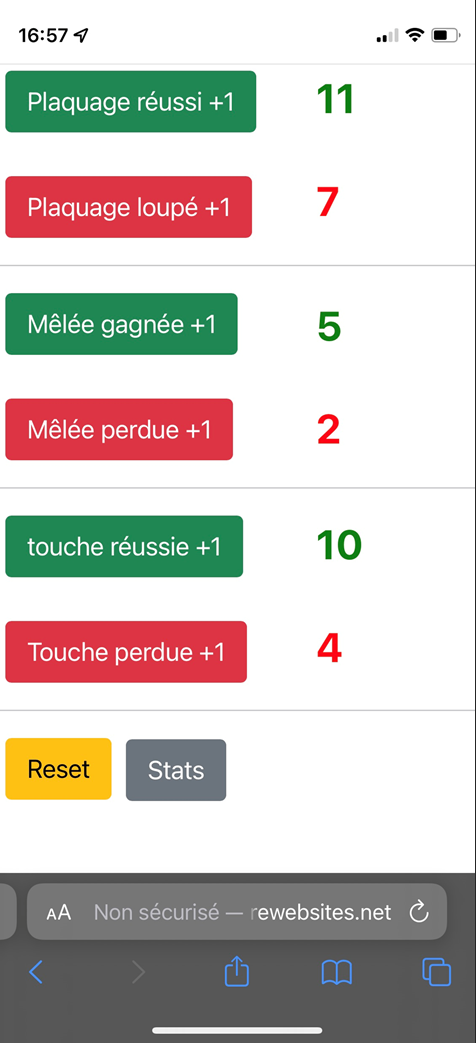 16:57
Plaquage réussi +1 11
Plaquage loupé +1 7
Mêlée gagnée +1 5
Mêlée perdue +1 2
touche réussie +1 10
Touche perdue +1 4
Reset Stats
AA Non sécurisé — rewebsites.net